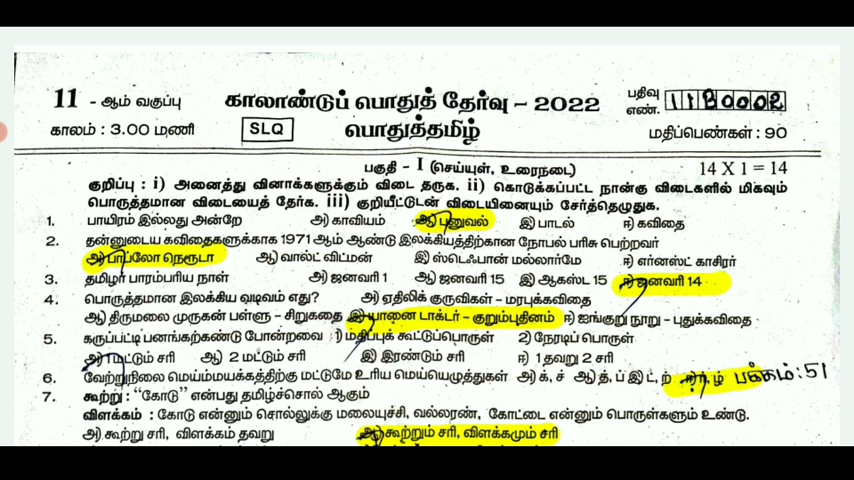 11 - ஆம் வகுப்பு காலாண்டுப் பொதுத் தேர்வு – 2022 பதிவு எண். 1180002
காலம் : 3.00 மணி SLQ பொதுத்தமிழ் மதிப்பெண்கள் : 90
பகுதி - I (செய்யுள், உரைநடை) 14 X 1 = 14
குறிப்பு : i) அனைத்து வினாக்களுக்கும் விடை தருக. ii) கொடுக்கப்பட்ட நான்கு விடைகளில் மிகவும்
பொருத்தமான விடையைத் தேர்க. iii) குறியீட்டுடன் விடையினையும் சேர்த்தெழுதுக.
1. பாயிரம் இல்லது அன்றே அ) காவியம் ஆ) புனுவல் இ) பாடல் ஈ) கவிதை
2. தன்னுடைய கவிதைகளுக்காக 1971 ஆம் ஆண்டு இலக்கியத்திற்கான நோபல் பரிசு பெற்றவர்
அ) பாப்லோ நெரூடா ஆ) வால்ட் விட்மன் இ) ஸ்டெஃபான் மல்லார்மே ஈ) எர்னஸ்ட் காசிரர்
3. தமிழர் பாரம்பரிய நாள் அ) ஜனவரி 1 ஆ) ஜனவரி 15 இ) ஆகஸ்ட 15 ஈ) ஜனவரி 14
4. பொருத்தமான இலக்கிய வடிவம் எது? அ) ஏதிலிக் குருவிகள் - மரபுக்கவிதை
ஆ) திருமலை முருகன் பள்ளு – சிறுகதை இ) யானை டாக்டர் – குறும்புதினம் ஈ) ஐங்குறு நூறு - புதுக்கவிதை
5. கருப்பட்டி பனங்கற்கண்டு போன்றவை 1) மதிப்புக் கூட்டுப்பொருள் 2) நேரடிப் பொருள்
அ) 1 மட்டும் சரி ஆ) 2 மட்டும் சரி இ) இரண்டும் சரி ஈ) 1 தவறு 2 சரி
6. வேற்றுநிலை மெய்ம்மயக்கத்திற்கு மட்டுமே உரிய மெய்யெழுத்துகள் அ) க், ச் ஆ) த், ப் இ) ட், ற் ஈ) ர், ழ் பக்கம் : 51
7. கூற்று : "கோடு" என்பது தமிழ்ச்சொல் ஆகும்
விளக்கம் : கோடு என்னும் சொல்லுக்கு மலையுச்சி, வல்லரண், கோட்டை என்னும் பொருள்களும் உண்டு.
அ) கூற்று சரி, விளக்கம் தவறு ஆ) கூற்றும் சரி, விளக்கமும் சரி